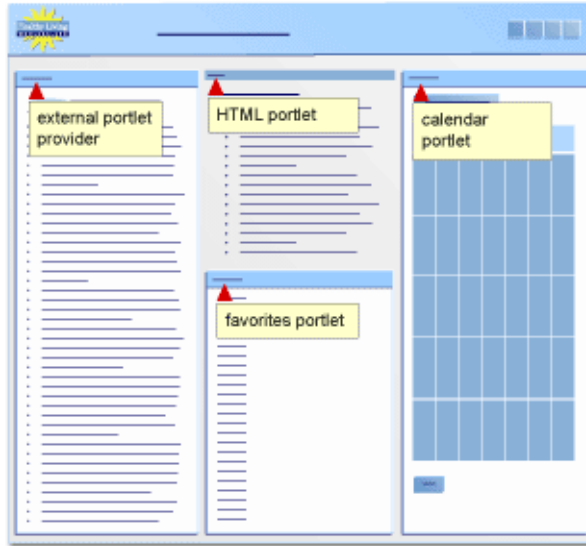 external portlet
provider
HTML portlet
calendar
portlet
favorites portlet